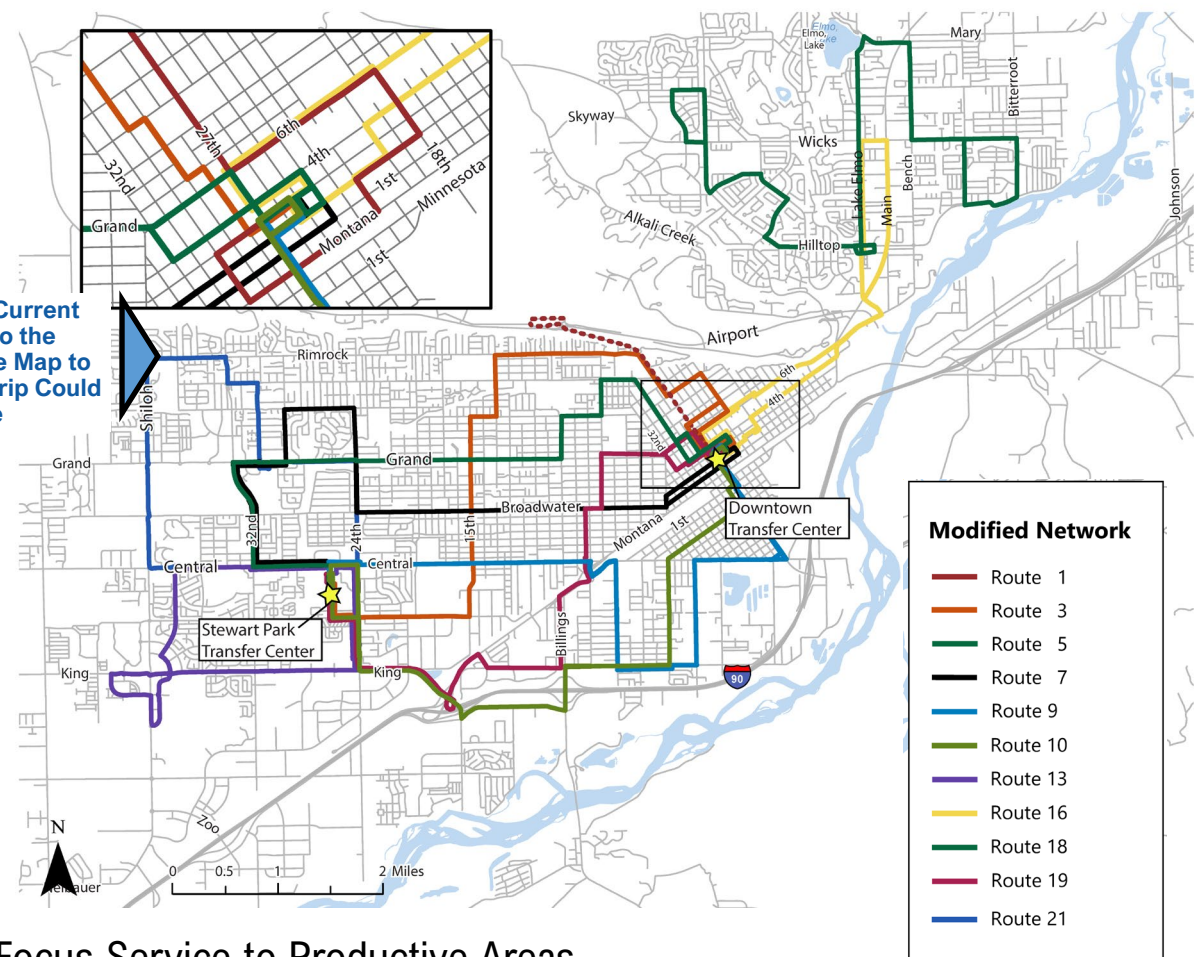 Elmo,
Lake
Elmo,
Lake
Mary
Bitterroot
Skyway
Wicks
Lake Elmo
Bench
Main
Johnson
Alkali Creek
Hilltop
27th
6th
4th
18th
32nd
1st
Minnesota
Grand
Montana
1st
Current
o the
e Map to
rip Could
e
Airport
Rimrock
6th
4th
Shiloh
32nd
Grand
Grand
Broadwater
Downtown
Transfer Center
Montana
1st
32nd
24th
15th
Central
Central
Stewart Park
Transfer Center
Billings
King
King
90
Zoo
N
0 0.5 1 2 Miles
Modified Network
Route 1
Route 3
Route 5
Route 7
Route 9
Route 10
Route 13
Route 16
Route 18
Route 19
Route 21
Focus Service to Productive Areas